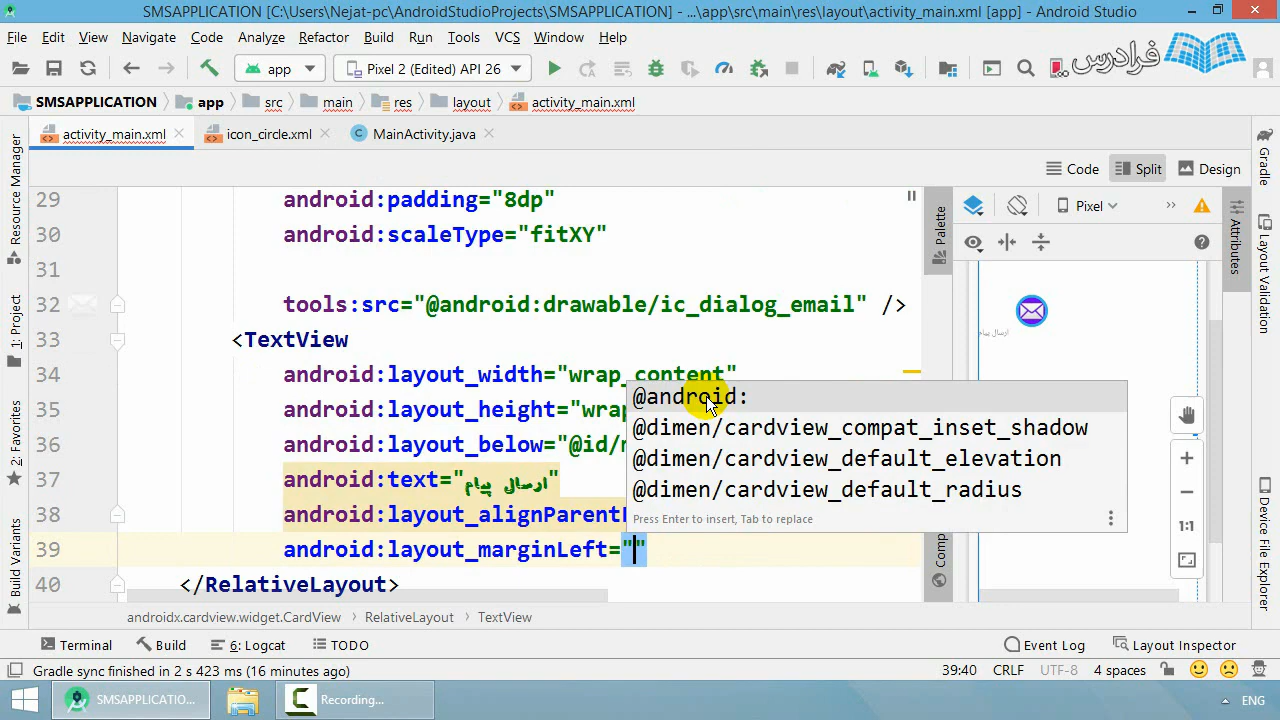 SMSAPPLICATION [C:\Users\Nejat-pc\AndroidStudioProjects\SMSAPPLICATION] - ...\app\src\main\res\layout\activity_main.xml [app] - Android Studio
File Edit View Navigate Code Analyze Refactor Build Run Tools VCS Window Help
app Pixel 2 (Edited) API 26 فرادرس
SMSAPPLICATION app src main res layout activity_main.xml
activity_main.xml icon_circle.xml MainActivity.java
Code Split Design
29 android:padding="8dp"
30 android:scaleType="fitXY"
31
32 tools:src="@android:drawable/ic_dialog_email" />
33 <TextView
34 android:layout_width="wrap_content"
35 android:layout_height="wrap
36 android:layout_below="@id/
37 android:text="ارسال پیام"
38 android:layout_alignParent
39 android:layout_marginLeft=""
40 </RelativeLayout>
@android:
@dimen/cardview_compat_inset_shadow
@dimen/cardview_default_elevation
@dimen/cardview_default_radius
Press Enter to insert, Tab to replace
Pixel
ارسال پیام
1:1
Resource Manager
1: Project
2: Favorites
Build Variants
Palette
Comp
Attributes
Gradle
Layout Validation
Device File Explorer
androidx.cardview.widget.CardView RelativeLayout TextView
Terminal Build 6: Logcat TODO Event Log Layout Inspector
Gradle sync finished in 2 s 423 ms (16 minutes ago) 39:40 CRLF UTF-8 4 spaces
SMSAPPLICATIO... Recording... ENG